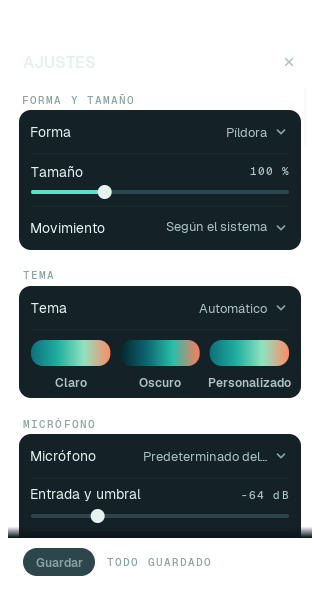 AJUSTES
FORMA Y TAMAÑO
Forma Píldora
Tamaño 100 %
Movimiento Según el sistema
TEMA
Tema Automático
Claro Oscuro Personalizado
MICRÓFONO
Micrófono Predeterminado del…
Entrada y umbral -64 dB
Guardar TODO GUARDADO